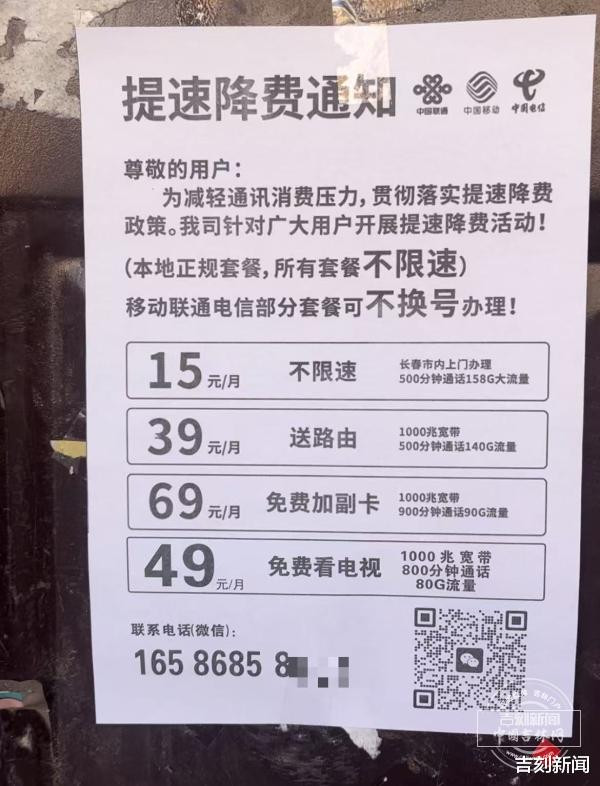 提速降费通知
中国联通 中国移动 中国电信
尊敬的用户：
为减轻通讯消费压力，贯彻落实提速降费
政策。我司针对广大用户开展提速降费活动！
（本地正规套餐，所有套餐不限速）
移动联通电信部分套餐可不换号办理！
15元/月 不限速 长春市内上门办理
500分钟通话158G大流量
39元/月 送路由 1000兆宽带
500分钟通话140G流量
69元/月 免费加副卡 1000兆宽带
900分钟通话90G流量
49元/月 免费看电视 1000兆宽带
800分钟通话
80G流量
联系电话(微信)：
165 8685 8
吉刻新闻
中国吉林网
吉刻新闻